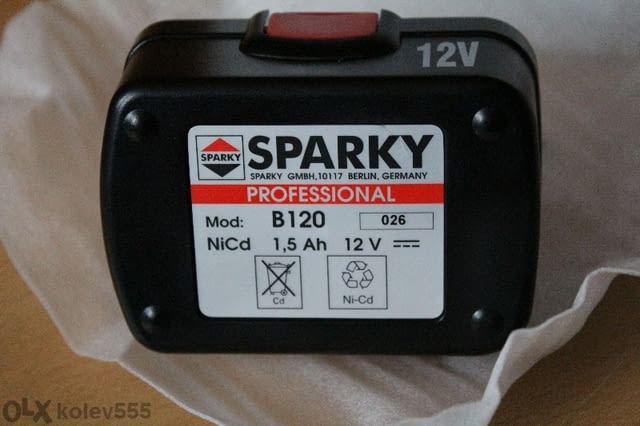 12V
SPARKY
SPARKY
SPARKY GMBH,10117 BERLIN, GERMANY
PROFESSIONAL
Mod: B120 026
NiCd 1,5 Ah 12 V
Cd Ni-Cd
OLX kolev555